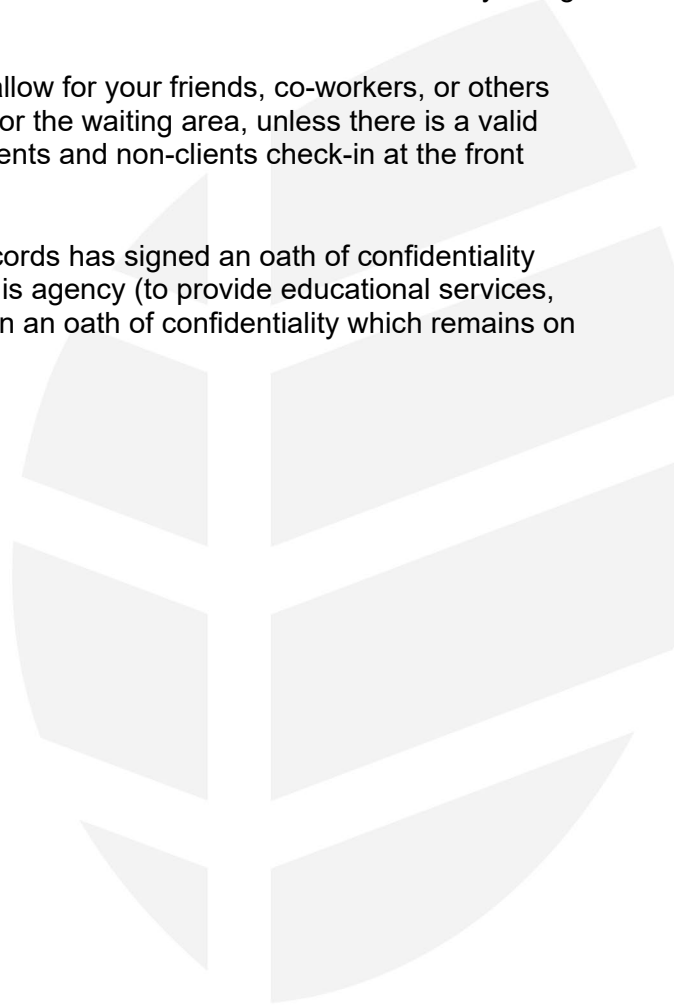 allow for your friends, co-workers, or others
or the waiting area, unless there is a valid
ents and non-clients check-in at the front
cords has signed an oath of confidentiality
is agency (to provide educational services,
n an oath of confidentiality which remains on